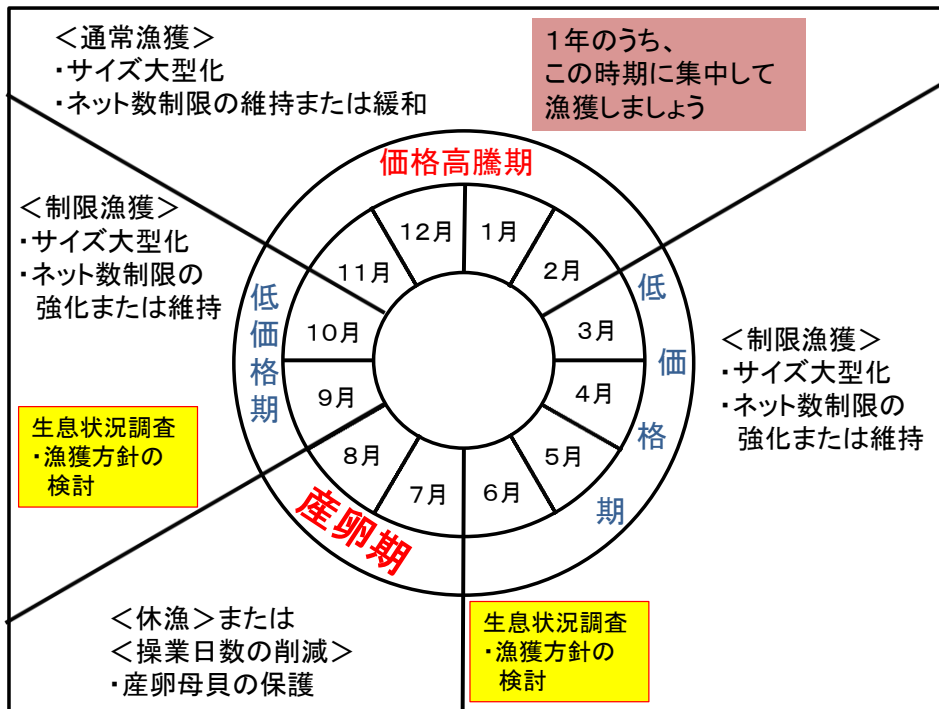 ＜通常漁獲＞
・サイズ大型化
・ネット数制限の維持または緩和
１年のうち、
この時期に集中して
漁獲しましょう
価格高騰期
＜制限漁獲＞
・サイズ大型化
・ネット数制限の
強化または維持
低価格期
12月
１月
２月
３月
４月
５月
６月
７月
８月
９月
10月
11月
低価格期
＜制限漁獲＞
・サイズ大型化
・ネット数制限の
強化または維持
生息状況調査
・漁獲方針の
検討
産卵期
＜休漁＞または
＜操業日数の削減＞
・産卵母貝の保護
生息状況調査
・漁獲方針の
検討